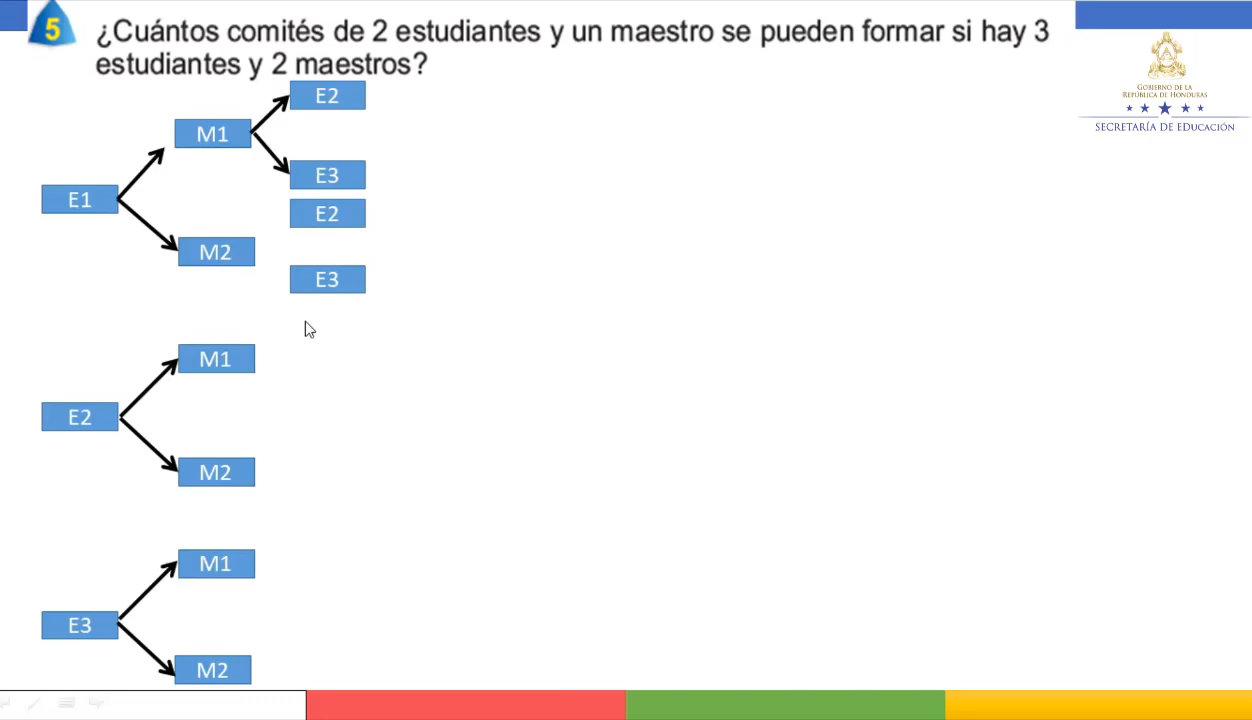 5
¿Cuántos comités de 2 estudiantes y un maestro se pueden formar si hay 3
estudiantes y 2 maestros?
GOBIERNO DE LA
REPÚBLICA DE HONDURAS
SECRETARÍA DE EDUCACIÓN
E2
M1
E3
E1
E2
M2
E3
M1
E2
M2
M1
E3
M2